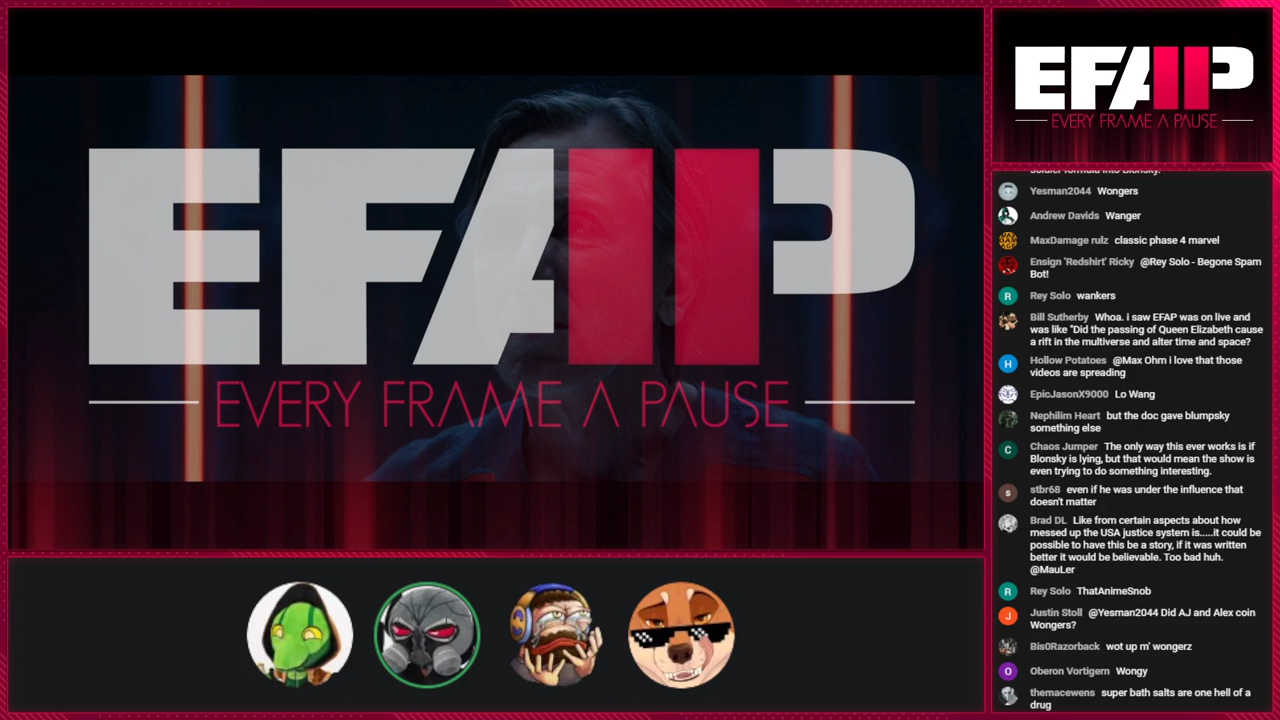 EFAP
EVERY FRAME A PAUSE
EFAP
EVERY FRAME A PAUSE
soldier formula into Blonsky.
Yesman2044 Wongers
Andrew Davids Wanger
MaxDamage rulz classic phase 4 marvel
Ensign 'Redshirt' Ricky @Rey Solo - Begone Spam
Bot!
R Rey Solo wankers
Bill Sutherby Whoa. i saw EFAP was on live and
was like "Did the passing of Queen Elizabeth cause
a rift in the multiverse and alter time and space?
H Hollow Potatoes @Max Ohm i love that those
videos are spreading
EpicJasonX9000 Lo Wang
Nephilim Heart but the doc gave blumpsky
something else
C Chaos Jumper The only way this ever works is if
Blonsky is lying, but that would mean the show is
even trying to do something interesting.
s stbr68 even if he was under the influence that
doesn't matter
Brad DL Like from certain aspects about how
messed up the USA justice system is.....it could be
possible to have this be a story, if it was written
better it would be believable. Too bad huh.
@MauLer
R Rey Solo ThatAnimeSnob
J Justin Stoll @Yesman2044 Did AJ and Alex coin
Wongers?
Bis0Razorback wot up m' wongerz
O Oberon Vortigern Wongy
themacewens super bath salts are one hell of a
drug